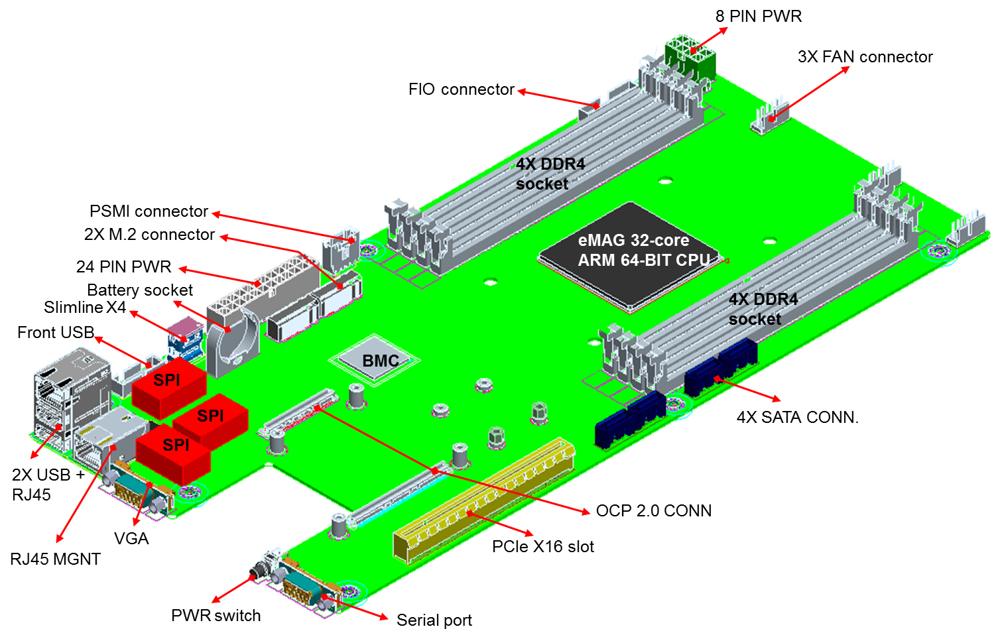 8 PIN PWR
3X FAN connector
FIO connector
4X DDR4
socket
PSMI connector
2X M.2 connector
eMAG 32-core
ARM 64-BIT CPU
24 PIN PWR
Battery socket
Slimline X4
Front USB
4X DDR4
socket
BMC
SPI
SPI
SPI
4X SATA CONN.
2X USB +
RJ45
OCP 2.0 CONN
VGA
PCIe X16 slot
RJ45 MGNT
PWR switch
Serial port